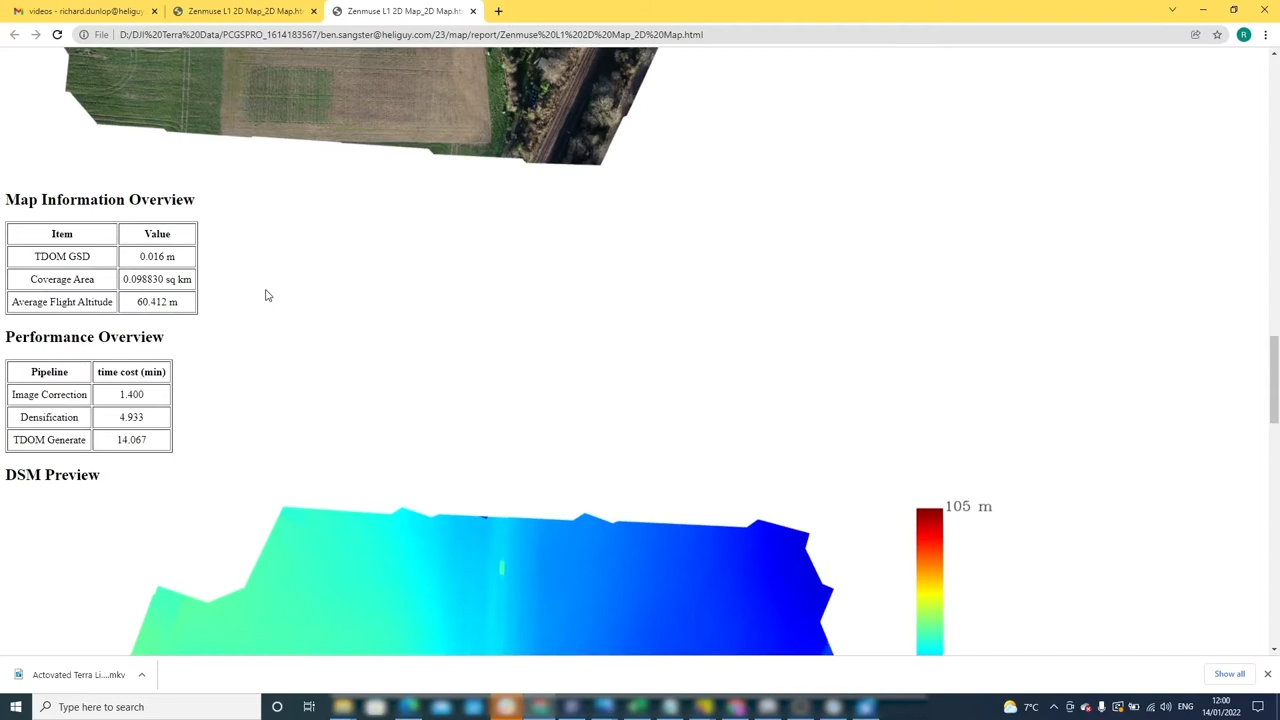 videos - richard.dunlop@heliguy
Zenmuse L1 2D Map_2D Map.htm
Zenmuse L1 2D Map_2D Map.htm
File | D:/DJI%20Terra%20Data/PCGSPRO_1614183567/ben.sangster@heliguy.com/23/map/report/Zenmuse%20L1%202D%20Map_2D%20Map.html
R
Map Information Overview
Item Value
TDOM GSD 0.016 m
Coverage Area 0.098830 sq km
Average Flight Altitude 60.412 m
Performance Overview
Pipeline time cost (min)
Image Correction 1.400
Densification 4.933
TDOM Generate 14.067
DSM Preview
105 m
Actovated Terra Li....mkv
Show all
Type here to search
7°C
ENG
12:00
14/01/2022